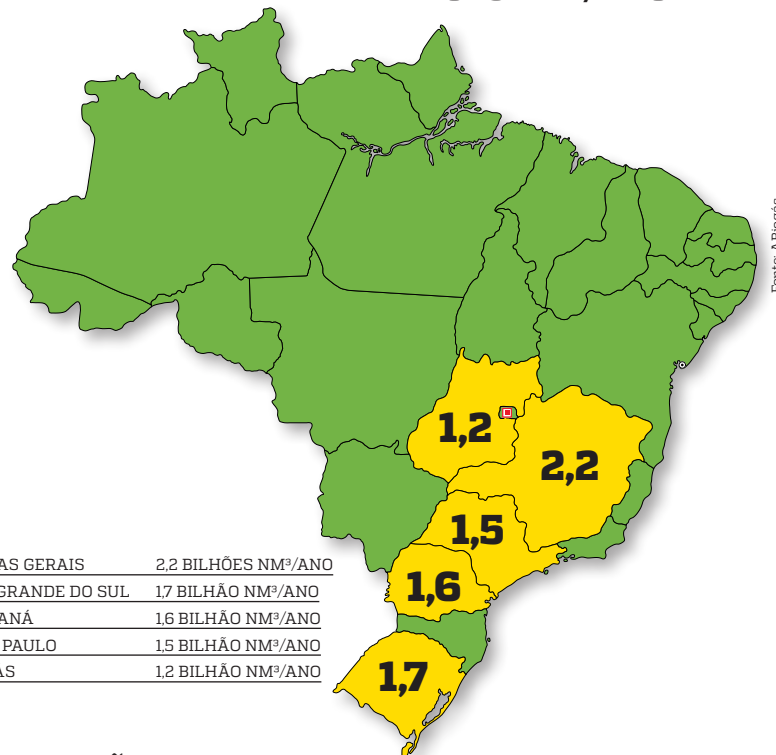 Fonte: ABiogás
1,2
2,2
1,5
1,6
1,7
AS GERAIS 2,2 BILHÕES NM³/ANO
GRANDE DO SUL 1,7 BILHÃO NM³/ANO
ANÁ 1,6 BILHÃO NM³/ANO
PAULO 1,5 BILHÃO NM³/ANO
AS 1,2 BILHÃO NM³/ANO